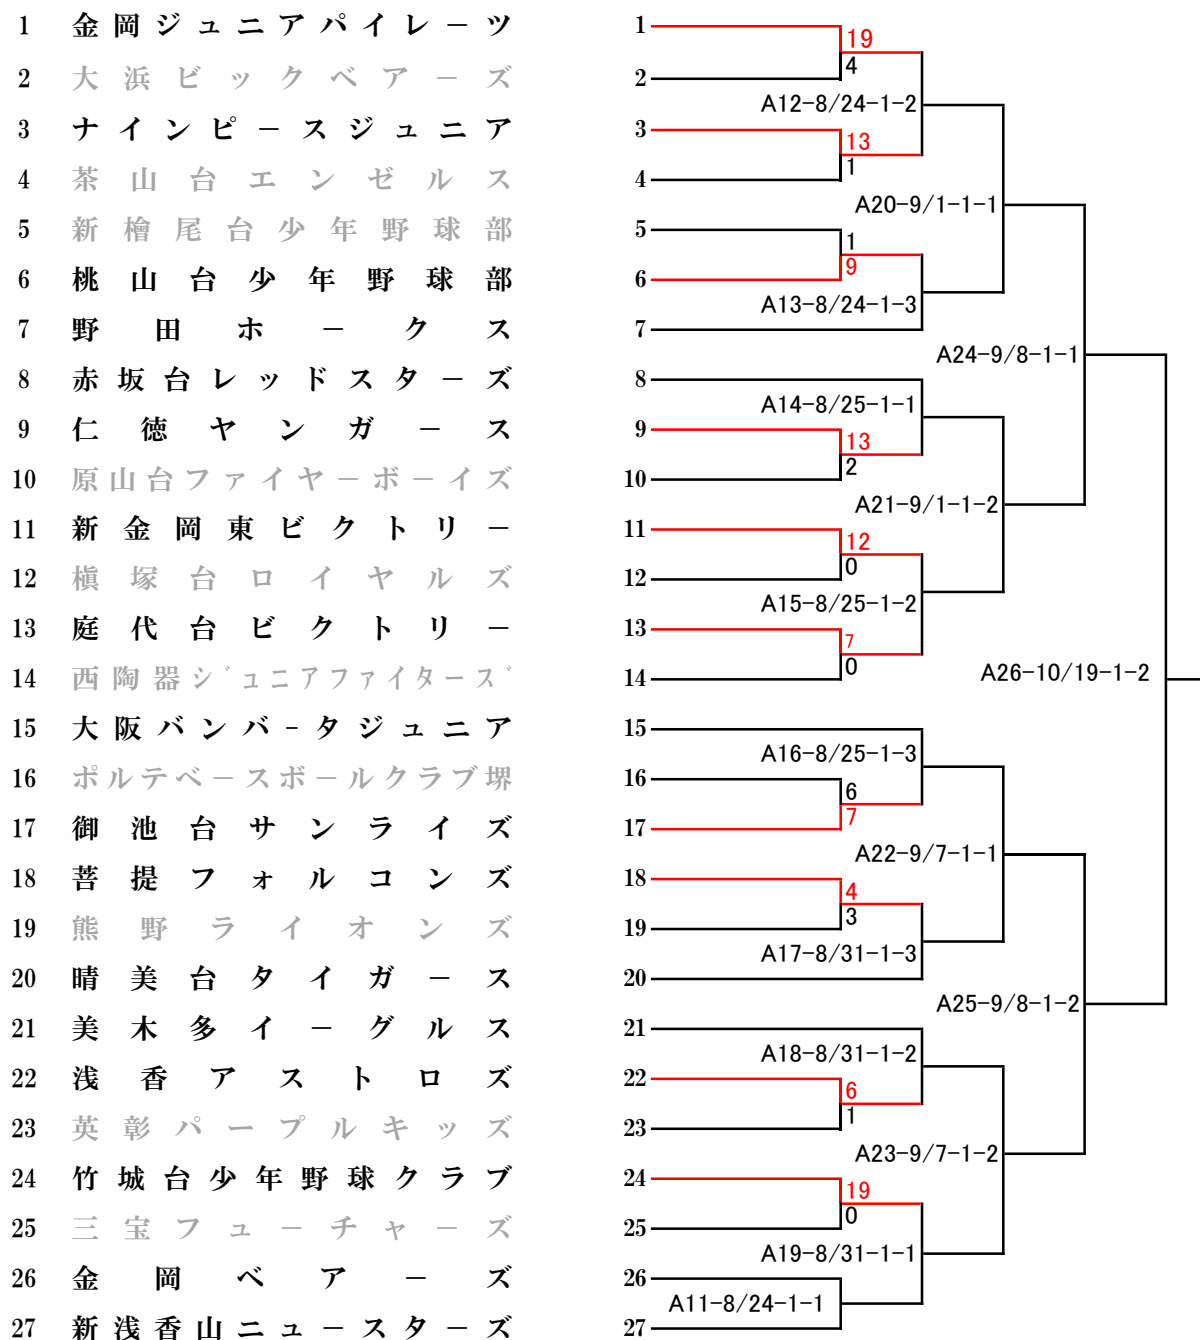 1 金岡ジュニアパイレーツ 1
19
2 大浜ビックベアーズ 2
4
A12-8/24-1-2
3 ナインピースジュニア 3
13
4 茶山台エンゼルス 4
1
A20-9/1-1-1
5 新檜尾台少年野球部 5
1
6 桃山台少年野球部 6
9
A13-8/24-1-3
7 野田ホークス 7
A24-9/8-1-1
8 赤坂台レッドスターズ 8
A14-8/25-1-1
9 仁徳ヤンガース 9
13
10 原山台ファイヤーボーイズ 10
2
A21-9/1-1-2
11 新金岡東ビクトリー 11
12
12 槇塚台ロイヤルズ 12
0
A15-8/25-1-2
13 庭代台ビクトリー 13
7
14 西陶器ジュニアファイターズ 14
0
A26-10/19-1-2
15 大阪バンバ-タジュニア 15
A16-8/25-1-3
16 ポルテベースボールクラブ堺 16
6
17 御池台サンライズ 17
7
A22-9/7-1-1
18 菩提フォルコンズ 18
4
19 熊野ライオンズ 19
3
A17-8/31-1-3
20 晴美台タイガース 20
A25-9/8-1-2
21 美木多イーグルス 21
A18-8/31-1-2
22 浅香アストロズ 22
6
23 英彰パープルキッズ 23
1
A23-9/7-1-2
24 竹城台少年野球クラブ 24
19
25 三宝フューチャーズ 25
0
A19-8/31-1-1
26 金岡ベアーズ 26
A11-8/24-1-1
27 新浅香山ニュースターズ 27